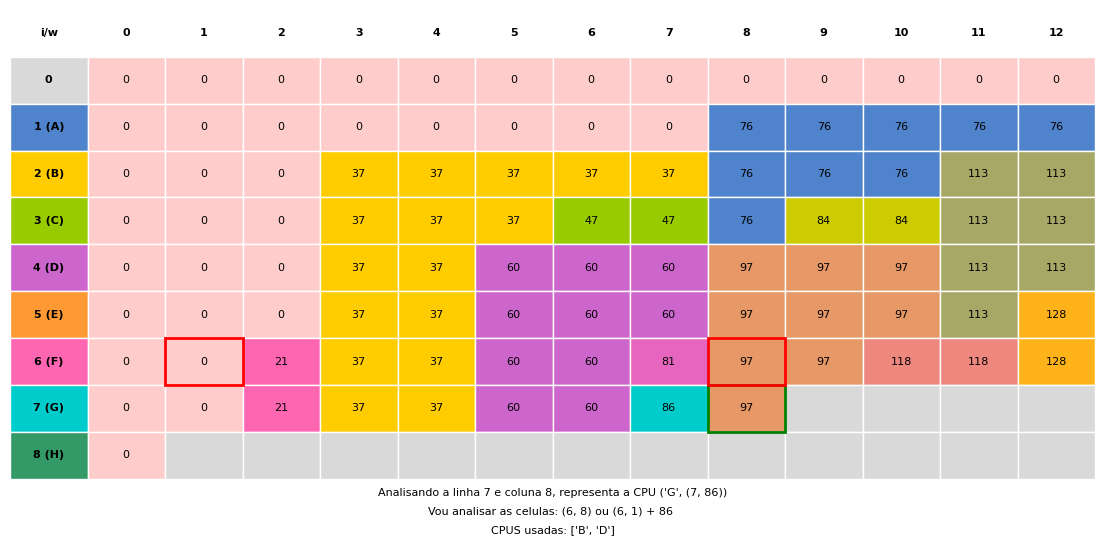 i/w 0 1 2 3 4 5 6 7 8 9 10 11 12
0 0 0 0 0 0 0 0 0 0 0 0 0 0
1 (A) 0 0 0 0 0 0 0 0 76 76 76 76 76
2 (B) 0 0 0 37 37 37 37 37 76 76 76 113 113
3 (C) 0 0 0 37 37 37 47 47 76 84 84 113 113
4 (D) 0 0 0 37 37 60 60 60 97 97 97 113 113
5 (E) 0 0 0 37 37 60 60 60 97 97 97 113 128
6 (F) 0 0 21 37 37 60 60 81 97 97 118 118 128
7 (G) 0 0 21 37 37 60 60 86 97
8 (H) 0
Analisando a linha 7 e coluna 8, representa a CPU ('G', (7, 86))
Vou analisar as celulas: (6, 8) ou (6, 1) + 86
CPUS usadas: ['B', 'D']